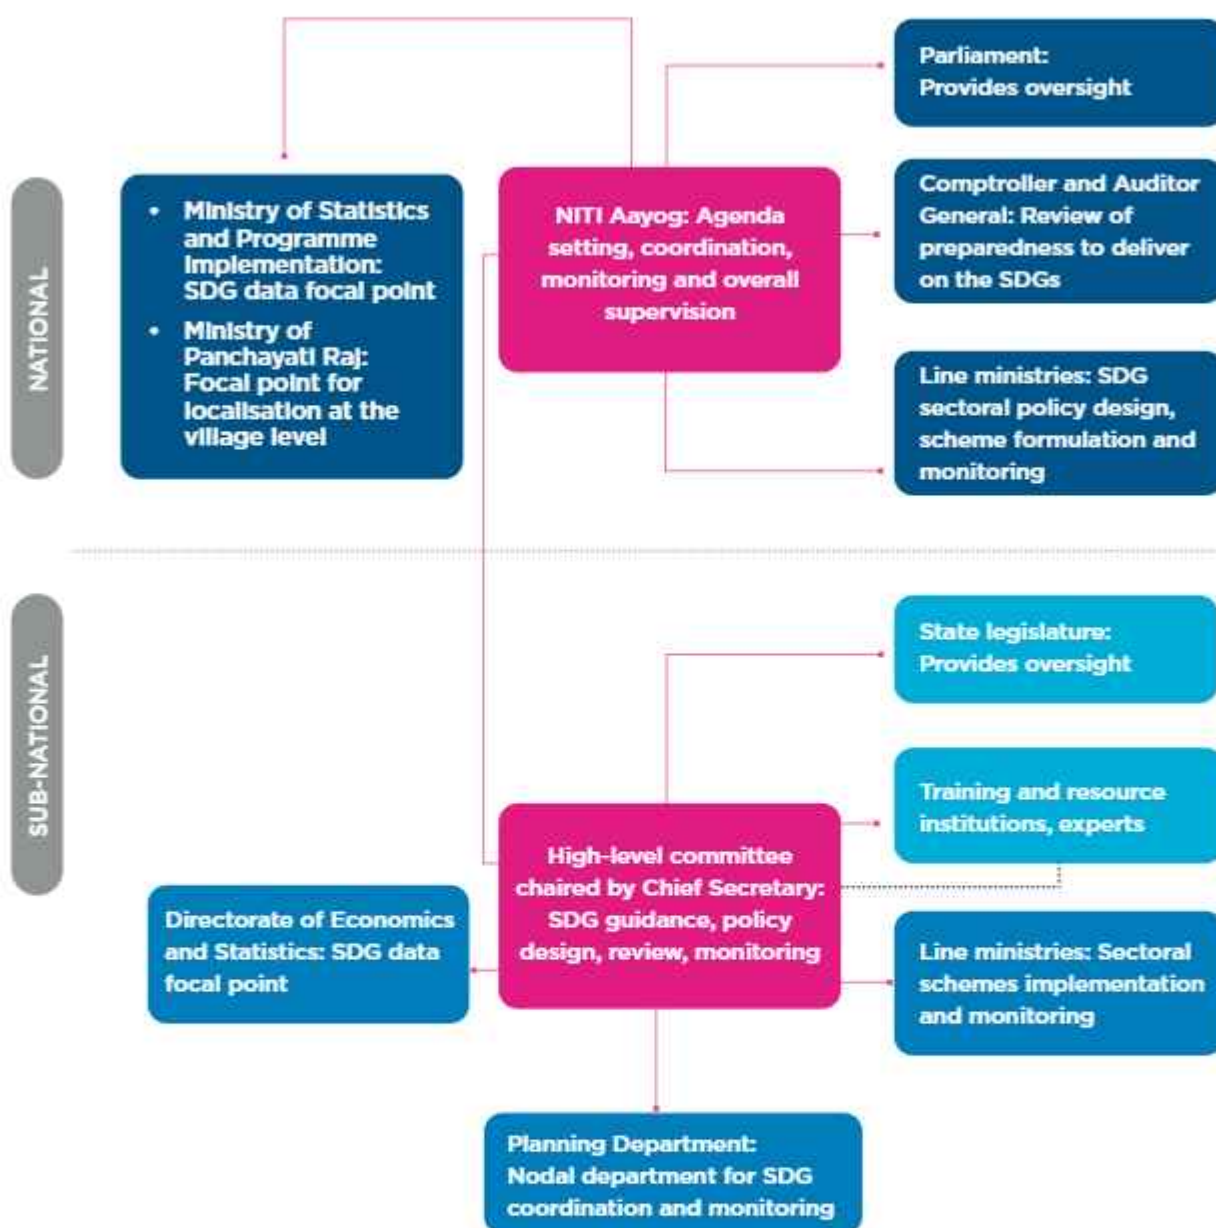 NATIONAL
• Ministry of Statistics
and Programme
Implementation:
SDG data focal point
• Ministry of
Panchayati Raj:
Focal point for
localisation at the
village level
NITI Aayog: Agenda
setting, coordination,
monitoring and overall
supervision
Parliament:
Provides oversight
Comptroller and Auditor
General: Review of
preparedness to deliver
on the SDGs
Line ministries: SDG
sectoral policy design,
scheme formulation and
monitoring
SUB-NATIONAL
State legislature:
Provides oversight
Training and resource
institutions, experts
High-level committee
chaired by Chief Secretary:
SDG guidance, policy
design, review, monitoring
Directorate of Economics
and Statistics: SDG data
focal point
Line ministries: Sectoral
schemes implementation
and monitoring
Planning Department:
Nodal department for SDG
coordination and monitoring